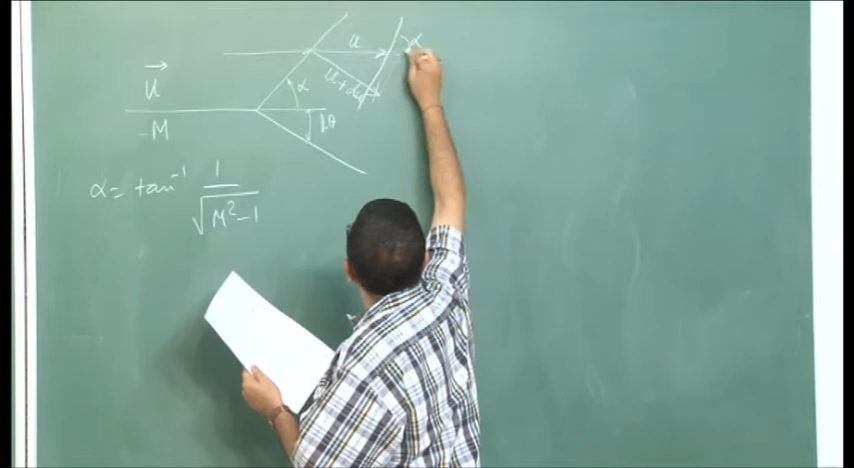 u α
u
u+du
α
M dθ
α = tan⁻¹ 1/√(M²-1)